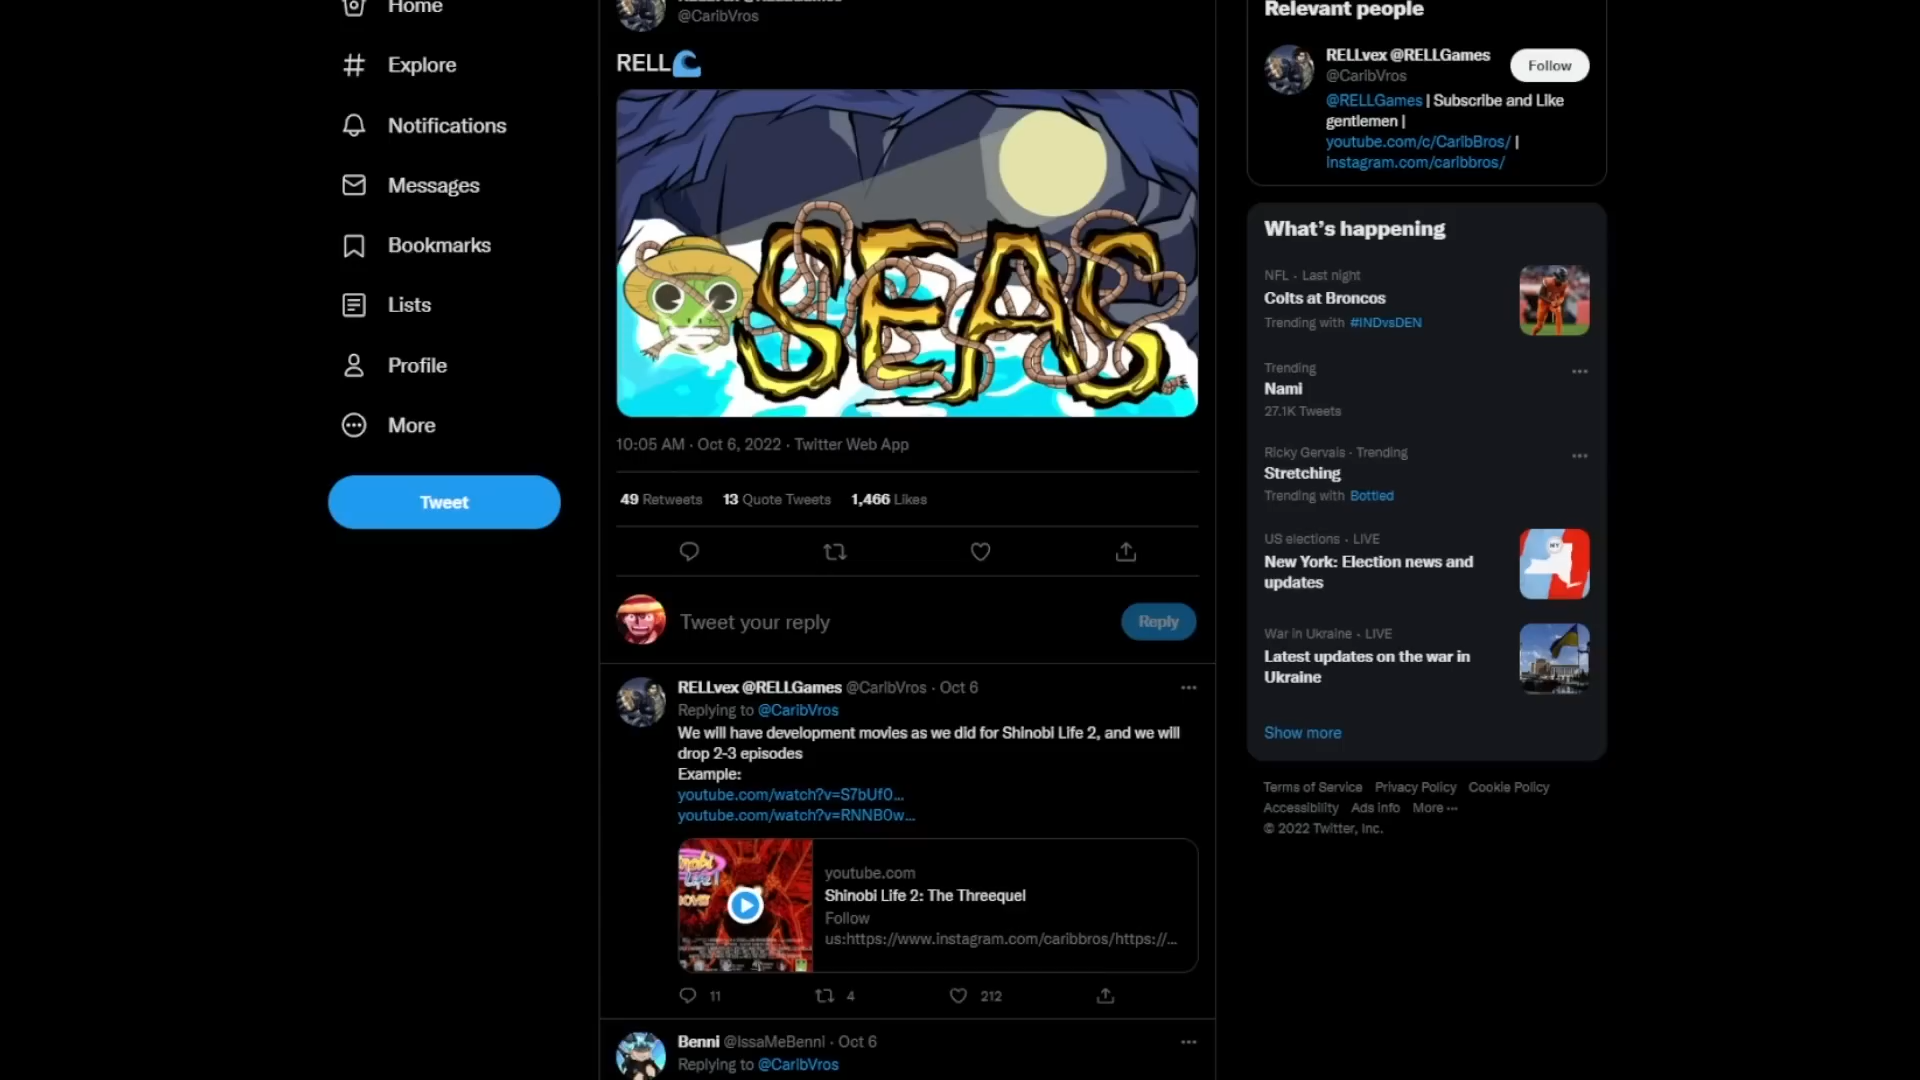 Home
Explore
Notifications
Messages
Bookmarks
Lists
Profile
More
Tweet
@CaribVros
RELL
SEAS
10:05 AM · Oct 6, 2022 · Twitter Web App
49 Retweets 13 Quote Tweets 1,466 Likes
Tweet your reply
Reply
RELLvex @RELLGames @CaribVros · Oct 6
Replying to @CaribVros
We will have development movies as we did for Shinobi Life 2, and we will
drop 2-3 episodes
Example:
youtube.com/watch?v=S7bUf0...
youtube.com/watch?v=RNNB0w...
youtube.com
Shinobi Life 2: The Threequel
Follow
us:https://www.instagram.com/caribbros/https://...
11 4 212
Benni @IssaMeBenni · Oct 6
Replying to @CaribVros
Relevant people
RELLvex @RELLGames
@CaribVros
Follow
@RELLGames | Subscribe and Like
gentlemen |
youtube.com/c/CaribBros/ |
instagram.com/caribbros/
What's happening
NFL · Last night
Colts at Broncos
Trending with #INDvsDEN
Trending
Nami
27.1K Tweets
Ricky Gervais · Trending
Stretching
Trending with Bottled
US elections · LIVE
New York: Election news and
updates
NY
War in Ukraine · LIVE
Latest updates on the war in
Ukraine
Show more
Terms of Service Privacy Policy Cookie Policy
Accessibility Ads info More ···
© 2022 Twitter, Inc.